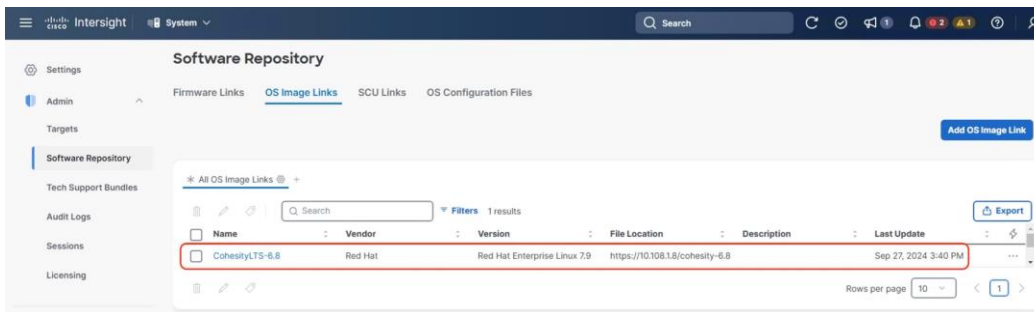 CISCO Intersight System Search 1 2 1
Software Repository
Settings
Firmware Links OS Image Links SCU Links OS Configuration Files
Admin
Targets
Add OS Image Link
Software Repository
All OS Image Links +
Tech Support Bundles
Search Filters 1 results Export
Audit Logs
Name Vendor Version File Location Description Last Update
Sessions
CohesityLTS-6.8 Red Hat Red Hat Enterprise Linux 7.9 https://10.108.1.8/cohesity-6.8 Sep 27, 2024 3:40 PM ...
Licensing
Rows per page 10 1